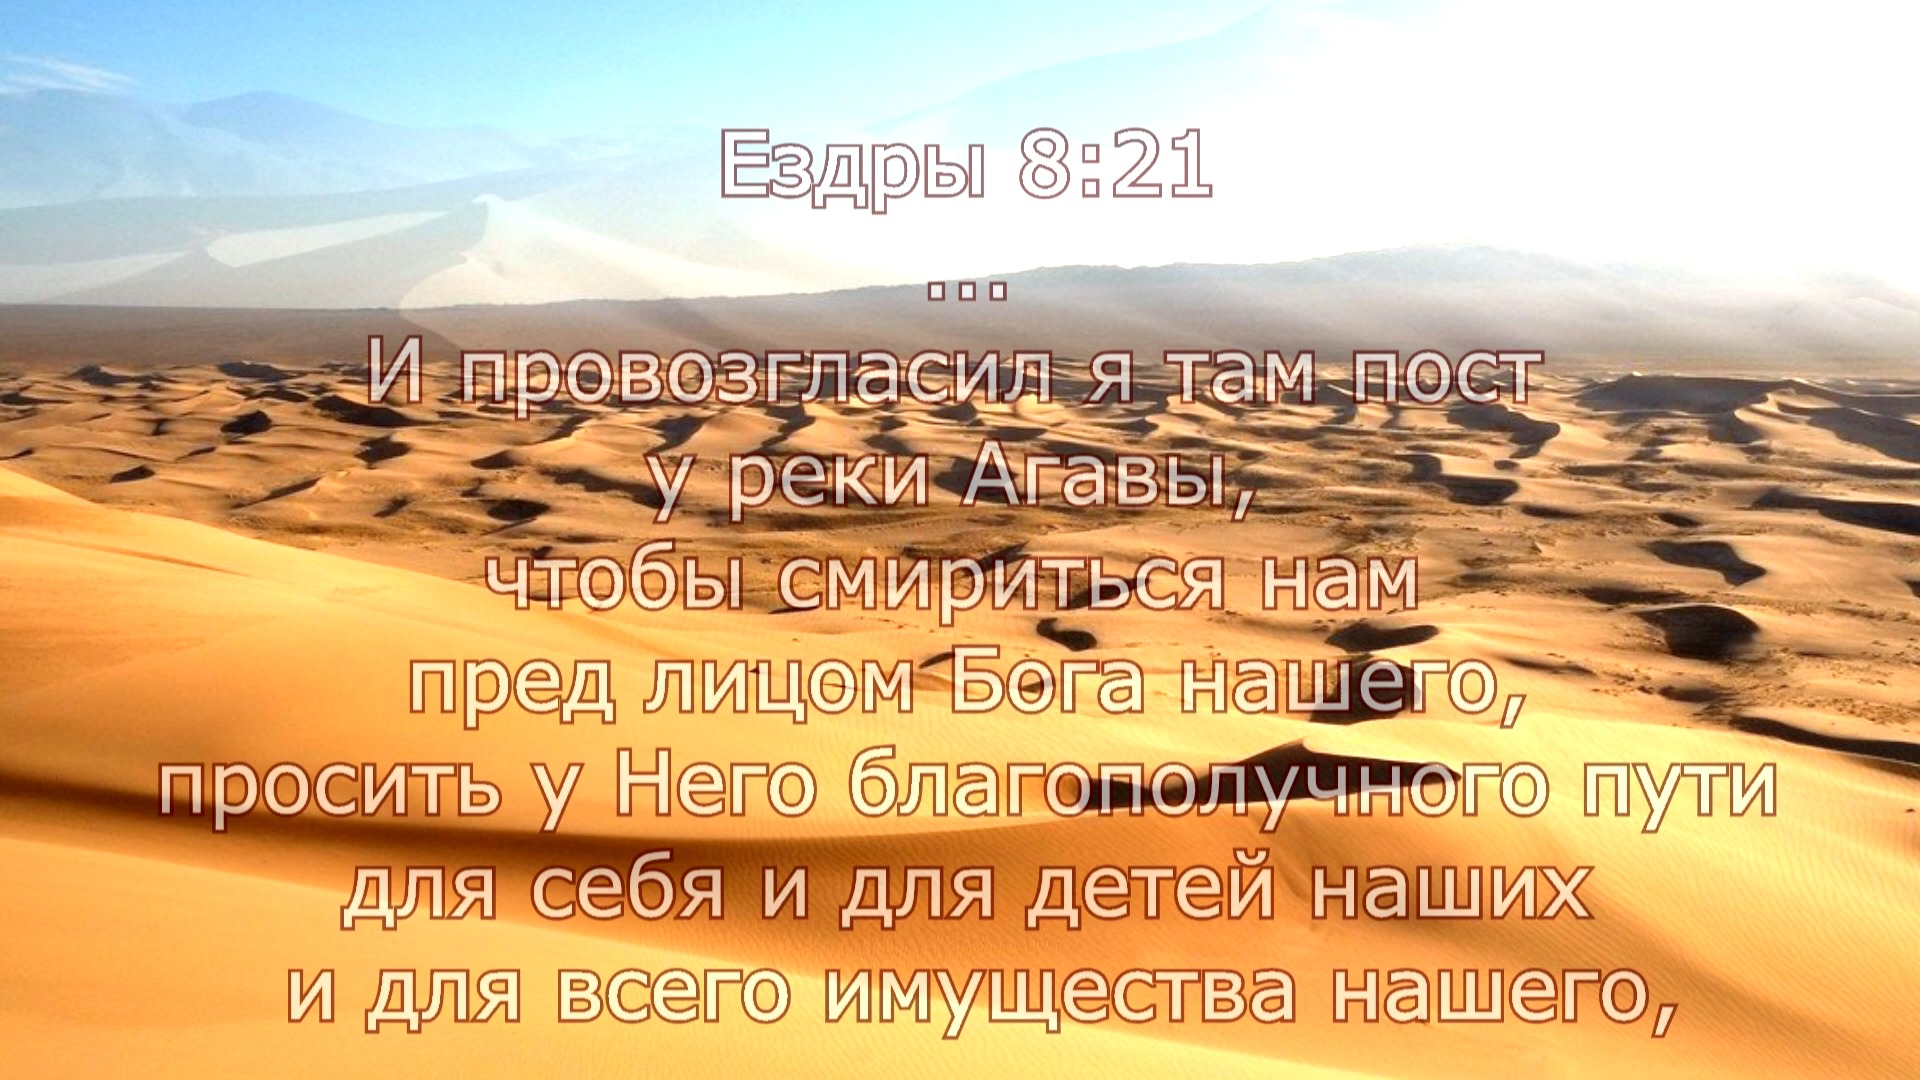 Ездры 8:21
...
И провозгласил я там пост
у реки Агавы,
чтобы смириться нам
пред лицом Бога нашего,
просить у Него благополучного пути
для себя и для детей наших
и для всего имущества нашего,